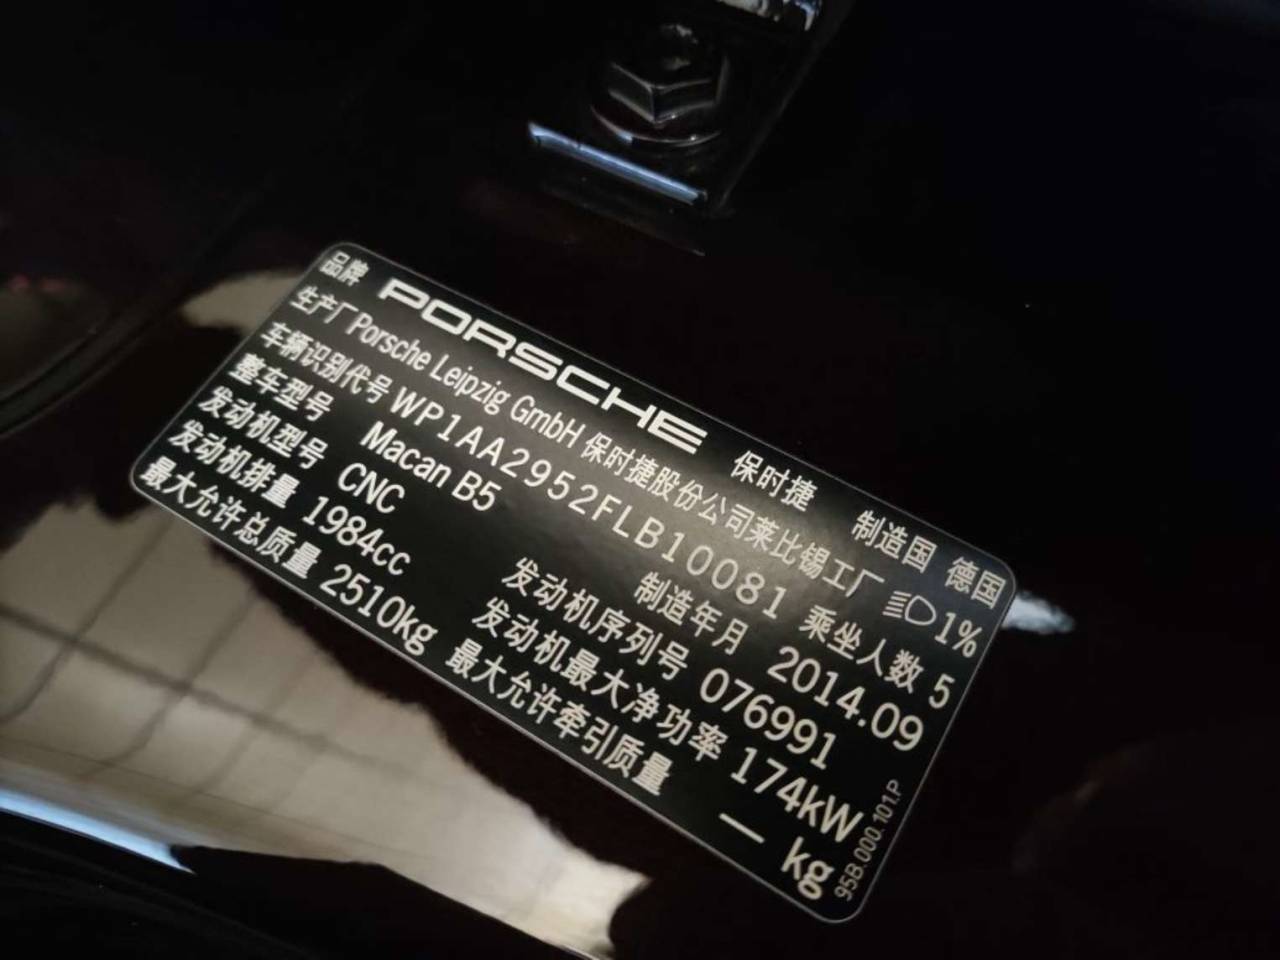 品牌 PORSCHE 保时捷 制造国 德国
生产厂 Porsche Leipzig GmbH 保时捷股份公司莱比锡工厂 1%
车辆识别代号 WP1AA2952FLB10081 乘坐人数 5
整车型号 Macan B5 制造年月 2014.09
发动机型号 CNC 发动机序列号 076991
发动机排量 1984cc 发动机最大净功率 174kW
最大允许总质量 2510kg 最大允许牵引质量 — kg
95B.000.101.P